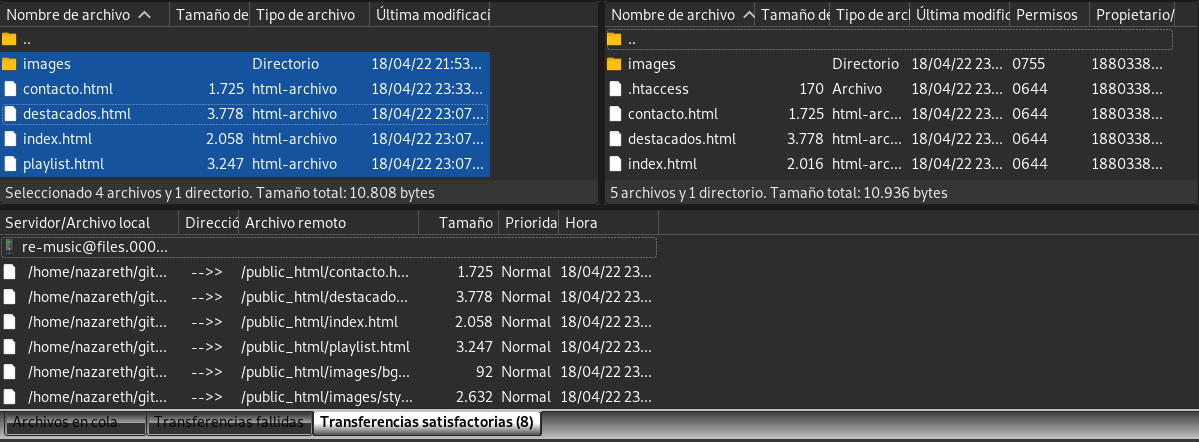 Nombre de archivo Tamaño de Tipo de archivo Última modificaci
..
images Directorio 18/04/22 21:53...
contacto.html 1.725 html-archivo 18/04/22 23:33...
destacados.html 3.778 html-archivo 18/04/22 23:07...
index.html 2.058 html-archivo 18/04/22 23:07...
playlist.html 3.247 html-archivo 18/04/22 23:07...
Seleccionado 4 archivos y 1 directorio. Tamaño total: 10.808 bytes
Nombre de archivo Tamaño de Tipo de arcl Última modific Permisos Propietario/
..
images Directorio 18/04/22 23... 0755 1880338...
.htaccess 170 Archivo 18/04/22 23... 0644 1880338...
contacto.html 1.725 html-arc... 18/04/22 23... 0644 1880338...
destacados.html 3.778 html-arc... 18/04/22 23... 0644 1880338...
index.html 2.016 html-arc... 18/04/22 23... 0644 1880338...
5 archivos y 1 directorio. Tamaño total: 10.936 bytes
Servidor/Archivo local Direcció Archivo remoto Tamaño Priorida Hora
re-music@files.000...
/home/nazareth/git... -->> /public_html/contacto.h... 1.725 Normal 18/04/22 23...
/home/nazareth/git... -->> /public_html/destacado... 3.778 Normal 18/04/22 23...
/home/nazareth/git... -->> /public_html/index.html 2.058 Normal 18/04/22 23...
/home/nazareth/git... -->> /public_html/playlist.html 3.247 Normal 18/04/22 23...
/home/nazareth/git... -->> /public_html/images/bg... 92 Normal 18/04/22 23...
/home/nazareth/git... -->> /public_html/images/sty... 2.632 Normal 18/04/22 23...
Archivos en cola Transferencias fallidas Transferencias satisfactorias (8)